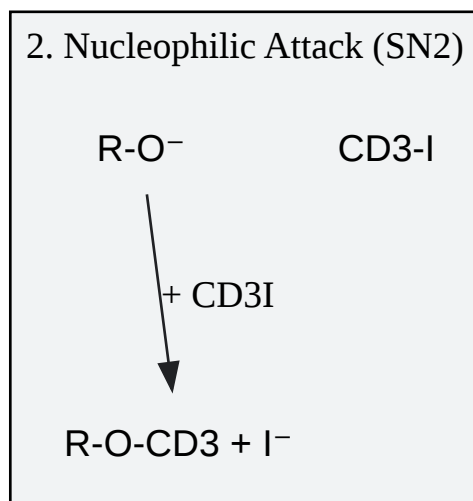 2. Nucleophilic Attack (SN2)
R-O⁻ CD3-I
+ CD3I
R-O-CD3 + I⁻